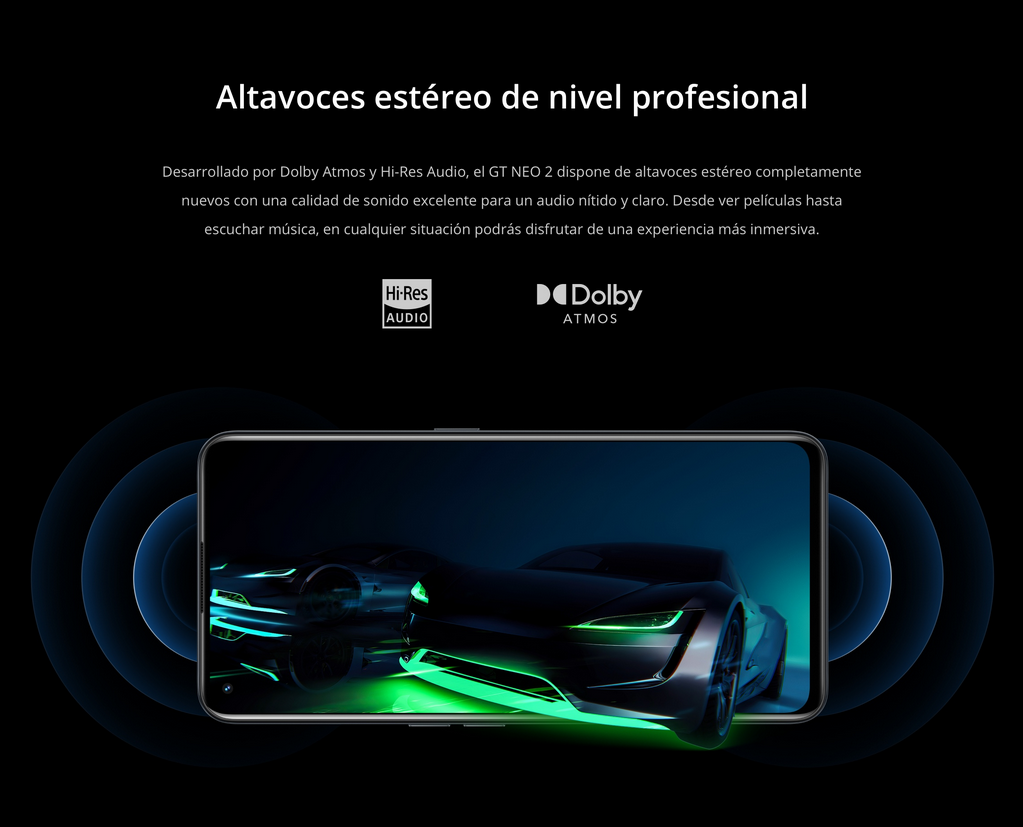 Altavoces estéreo de nivel profesional
Desarrollado por Dolby Atmos y Hi-Res Audio, el GT NEO 2 dispone de altavoces estéreo completamente
nuevos con una calidad de sonido excelente para un audio nítido y claro. Desde ver películas hasta
escuchar música, en cualquier situación podrás disfrutar de una experiencia más inmersiva.
Hi-Res
AUDIO
Dolby
ATMOS